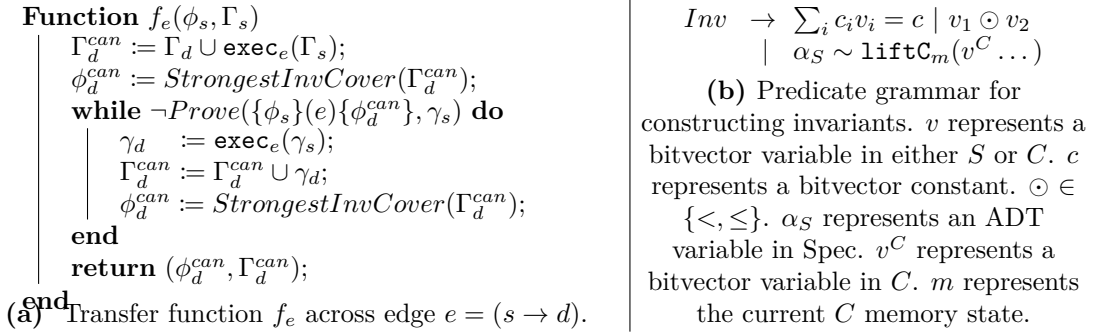 Function f_e(ϕ_s, Γ_s)
Γ_d^{can} := Γ_d ∪ exec_e(Γ_s);
ϕ_d^{can} := StrongestInvCover(Γ_d^{can});
while ¬Prove({ϕ_s}(e){ϕ_d^{can}}, γ_s) do
γ_d := exec_e(γ_s);
Γ_d^{can} := Γ_d^{can} ∪ γ_d;
ϕ_d^{can} := StrongestInvCover(Γ_d^{can});
end
return (ϕ_d^{can}, Γ_d^{can});
end
(a) Transfer function f_e across edge e = (s → d).
Inv → ∑_i c_i v_i = c | v_1 ⊙ v_2
| α_S ∼ liftC_m(v^C ...)
(b) Predicate grammar for
constructing invariants. v represents a
bitvector variable in either S or C. c
represents a bitvector constant. ⊙ ∈
{<, ≤}. α_S represents an ADT
variable in Spec. v^C represents a
bitvector variable in C. m represents
the current C memory state.